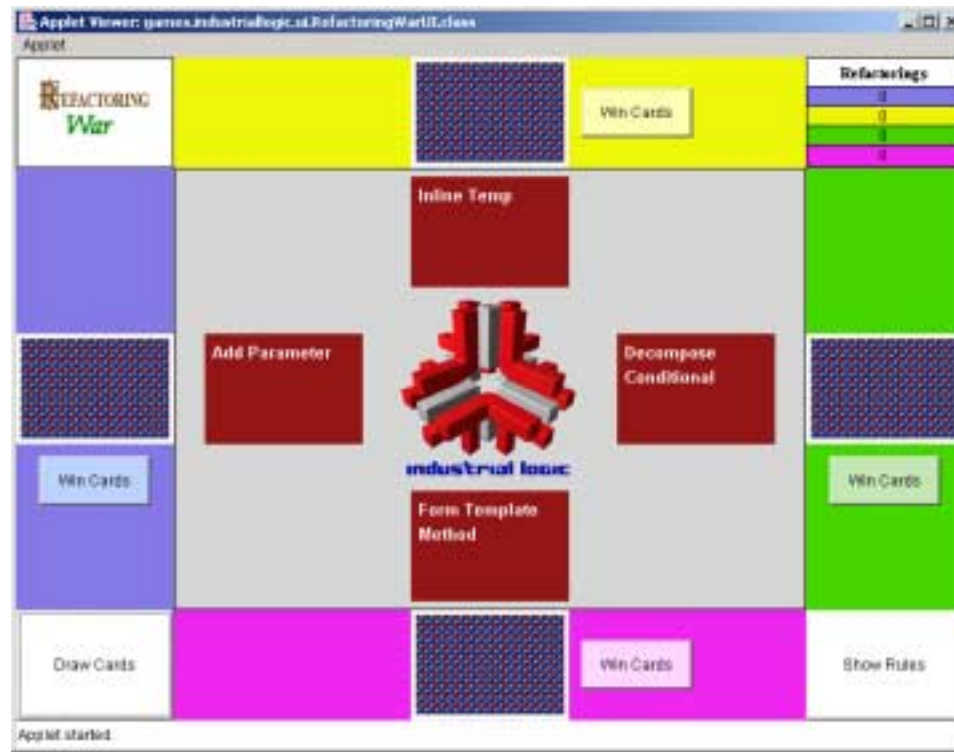 Applet Viewer: games.industriallogic.ui.RefactoringWarUI.class
Applet
REFACTORING
War
Win Cards
Refactorings
0
0
0
0
Inline Temp
Add Parameter
Decompose
Conditional
industrial logic
Win Cards
Win Cards
Form Template
Method
Draw Cards
Win Cards
Show Rules
Applet started.